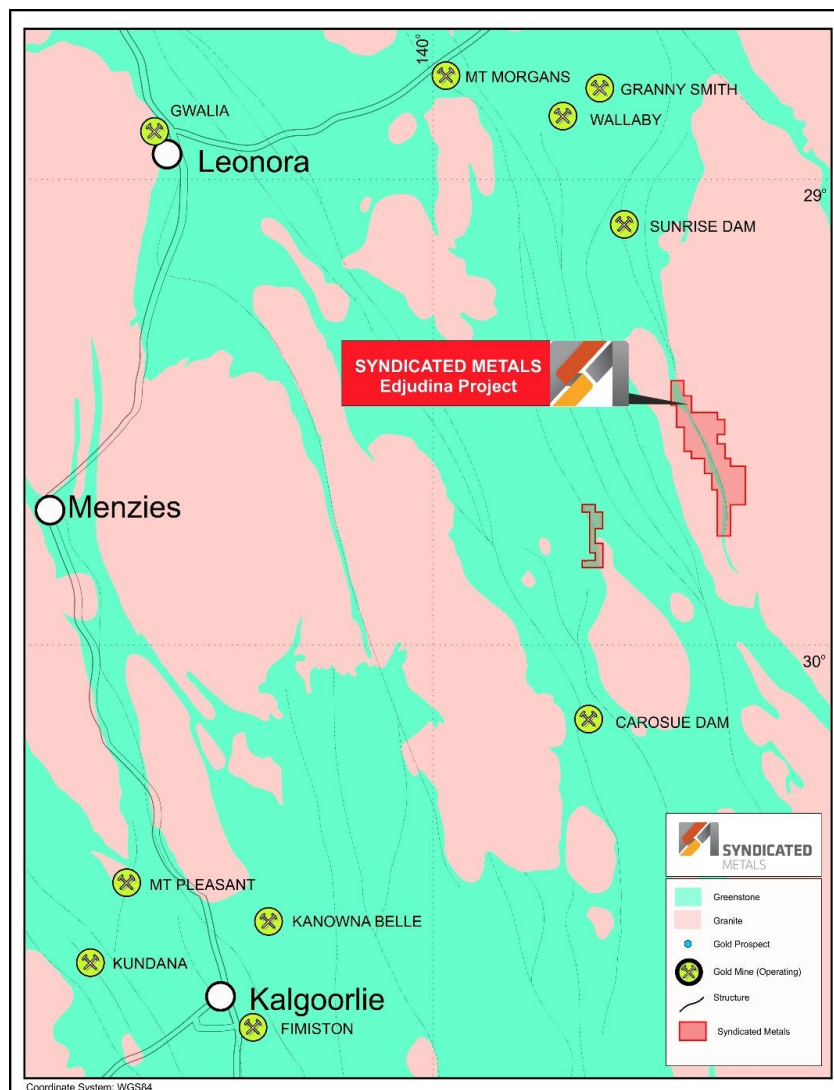 140°
MT MORGANS
GRANNY SMITH
WALLABY
GWALIA
Leonora
29°
SUNRISE DAM
SYNDICATED METALS
Edjudina Project
Menzies
30°
CAROSUE DAM
MT PLEASANT
KANOWNA BELLE
KUNDANA
Kalgoorlie
FIMISTON
SYNDICATED
METALS
Greenstone
Granite
Gold Prospect
Gold Mine (Operating)
Structure
Syndicated Metals
Coordinate System: WGS84